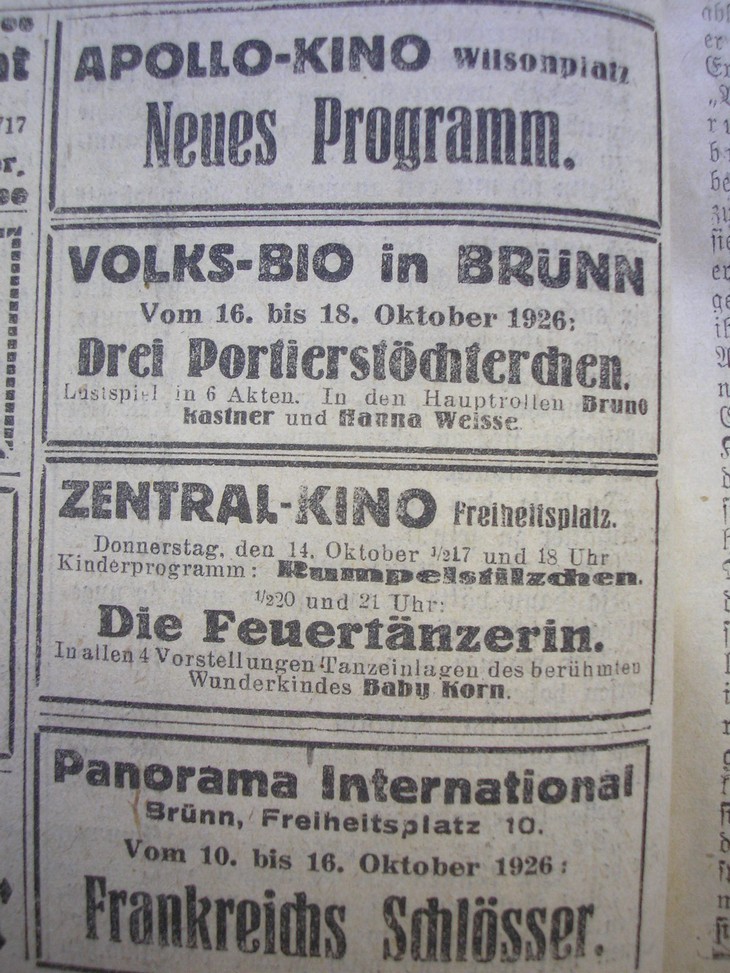 APOLLO-KINO Wilsonplatz
Neues Programm.
VOLKS-BIO in BRÜNN
Vom 16. bis 18. Oktober 1926:
Drei Portierstöchterchen.
Lustspiel in 6 Akten. In den Hauptrollen Bruno
Kastner und Hanna Weisse.
ZENTRAL-KINO Freiheitsplatz.
Donnerstag, den 14. Oktober ½17 und 18 Uhr
Kinderprogramm: Rumpelstilzchen.
½20 und 21 Uhr:
Die Feuertänzerin.
In allen 4 Vorstellungen Tanzeinlagen des berühmten
Wunderkindes Baby Korn.
Panorama International
Brünn, Freiheitsplatz 10.
Vom 10. bis 16. Oktober 1926:
Frankreichs Schlösser.